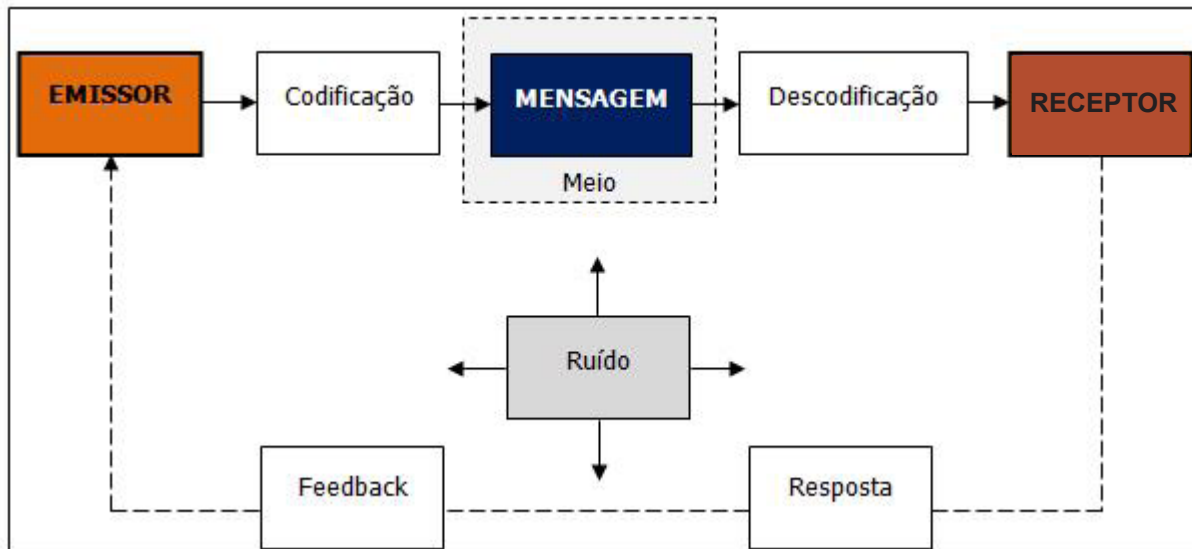 EMISSOR
Codificação
MENSAGEM
Descodificação
RECEPTOR
Meio
Ruído
Feedback
Resposta